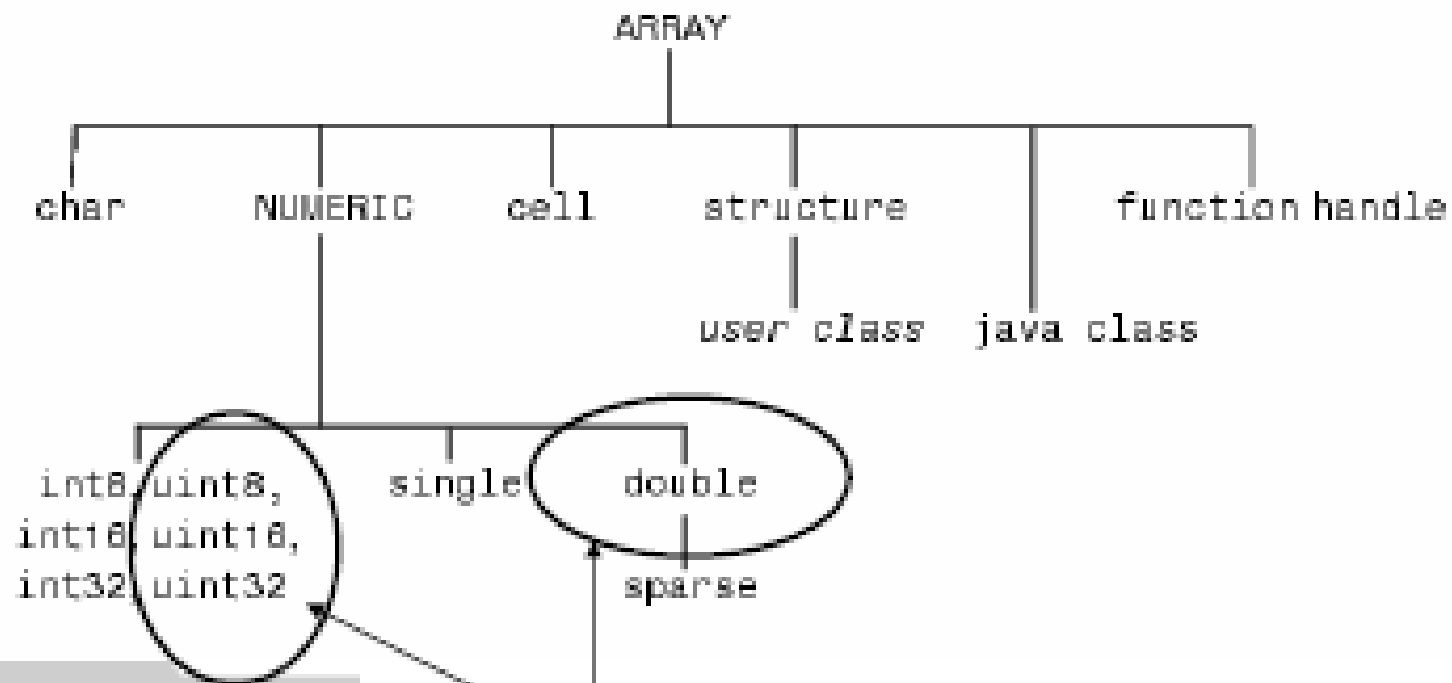 ARRAY
char NUMERIC cell structure function handle
user class java class
int8, uint8, single double
int16, uint16,
int32, uint32 sparse